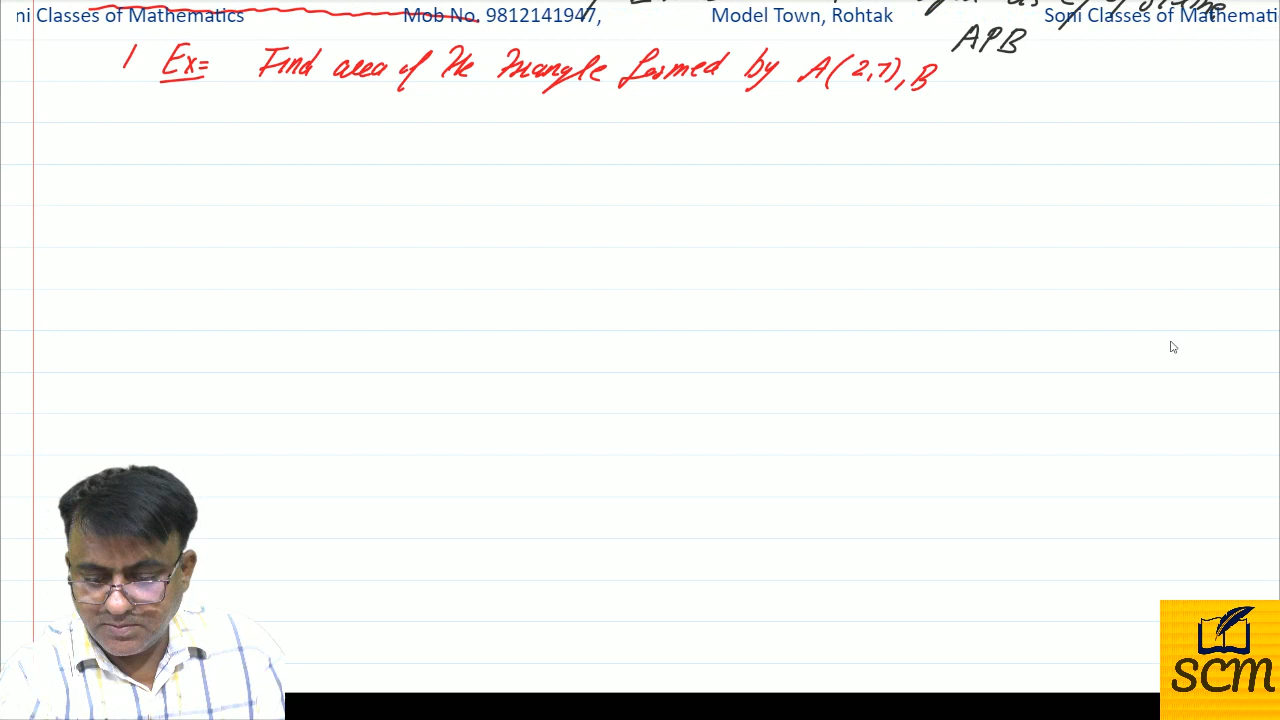 ni Classes of Mathematics Mob No. 9812141947, Model Town, Rohtak Soni Classes of Mathemati
APB
1 Ex= Find area of the triangle formed by A(2,7), B
SCM